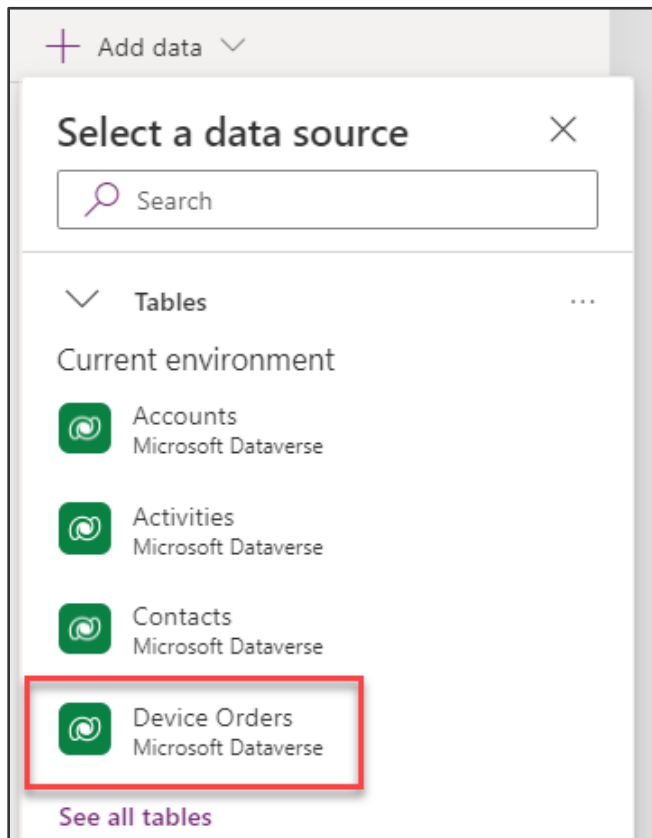 Add data
Select a data source
Search
Tables
Current environment
Accounts
Microsoft Dataverse
Activities
Microsoft Dataverse
Contacts
Microsoft Dataverse
Device Orders
Microsoft Dataverse
See all tables